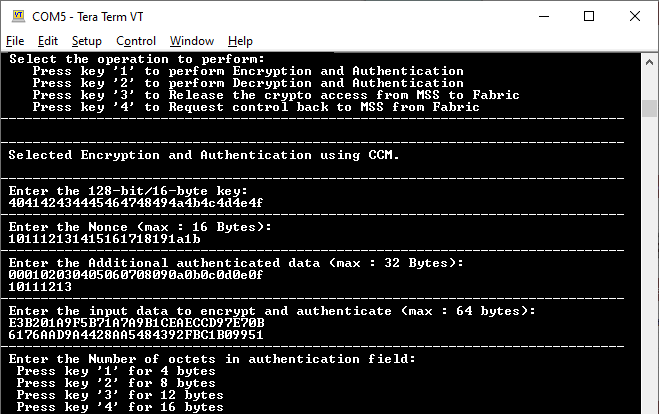 COM5 - Tera Term VT
File Edit Setup Control Window Help
Select the operation to perform:
Press key '1' to perform Encryption and Authentication
Press key '2' to perform Decryption and Authentication
Press key '3' to Release the crypto access from MSS to Fabric
Press key '4' to Request control back to MSS from Fabric
Selected Encryption and Authentication using CCM.
Enter the 128-bit/16-byte key:
404142434445464748494a4b4c4d4e4f
Enter the Nonce (max : 16 Bytes):
101112131415161718191a1b
Enter the Additional authenticated data (max : 32 Bytes):
000102030405060708090a0b0c0d0e0f
10111213
Enter the input data to encrypt and authenticate (max : 64 bytes):
E3B201A9F5B71A7A9B1CEAECCD97E70B
6176AAD9A4428AA5484392FBC1B09951
Enter the Number of octets in authentication field:
Press key '1' for 4 bytes
Press key '2' for 8 bytes
Press key '3' for 12 bytes
Press key '4' for 16 bytes